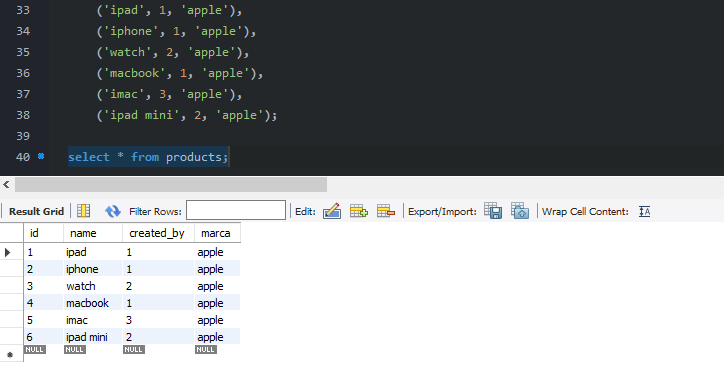 33 ('ipad', 1, 'apple'),
34 ('iphone', 1, 'apple'),
35 ('watch', 2, 'apple'),
36 ('macbook', 1, 'apple'),
37 ('imac', 3, 'apple'),
38 ('ipad mini', 2, 'apple');
39
40 select * from products;
Result Grid Filter Rows: Edit: Export/Import: Wrap Cell Content: IA
id name created_by marca
1 ipad 1 apple
2 iphone 1 apple
3 watch 2 apple
4 macbook 1 apple
5 imac 3 apple
6 ipad mini 2 apple
NULL NULL NULL NULL